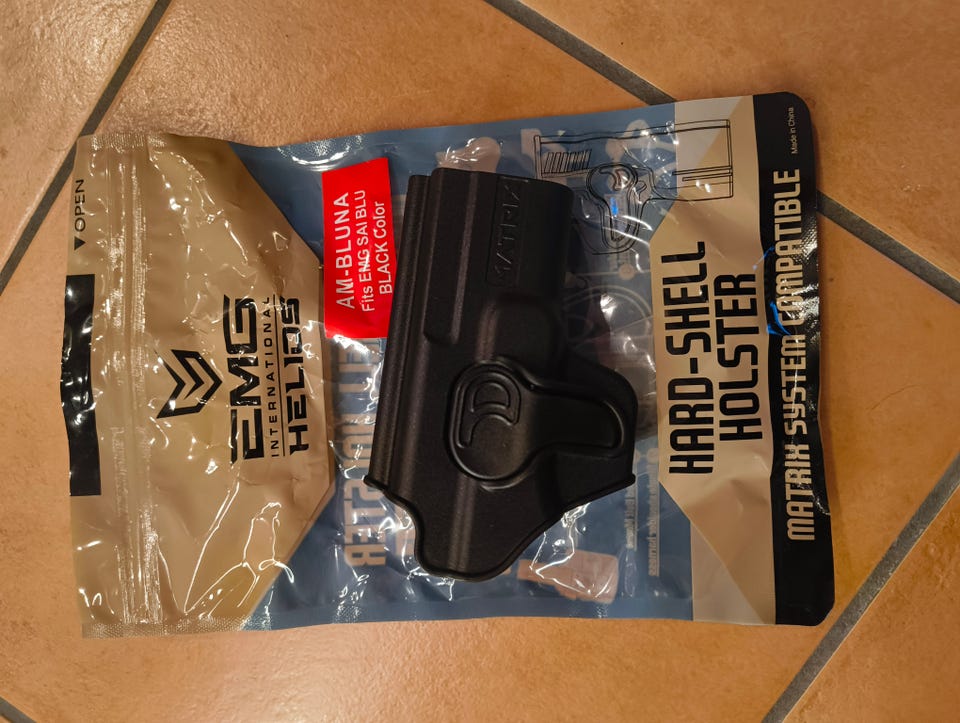 ▼OPEN
EMG
INTERNATIONAL
HELIOS
AM-BLUNA
Fits EMG SAI BLU
BLACK Color
MATRIX
HARD-SHELL
HOLSTER
MATRIX SYSTEM COMPATIBLE
Made in China